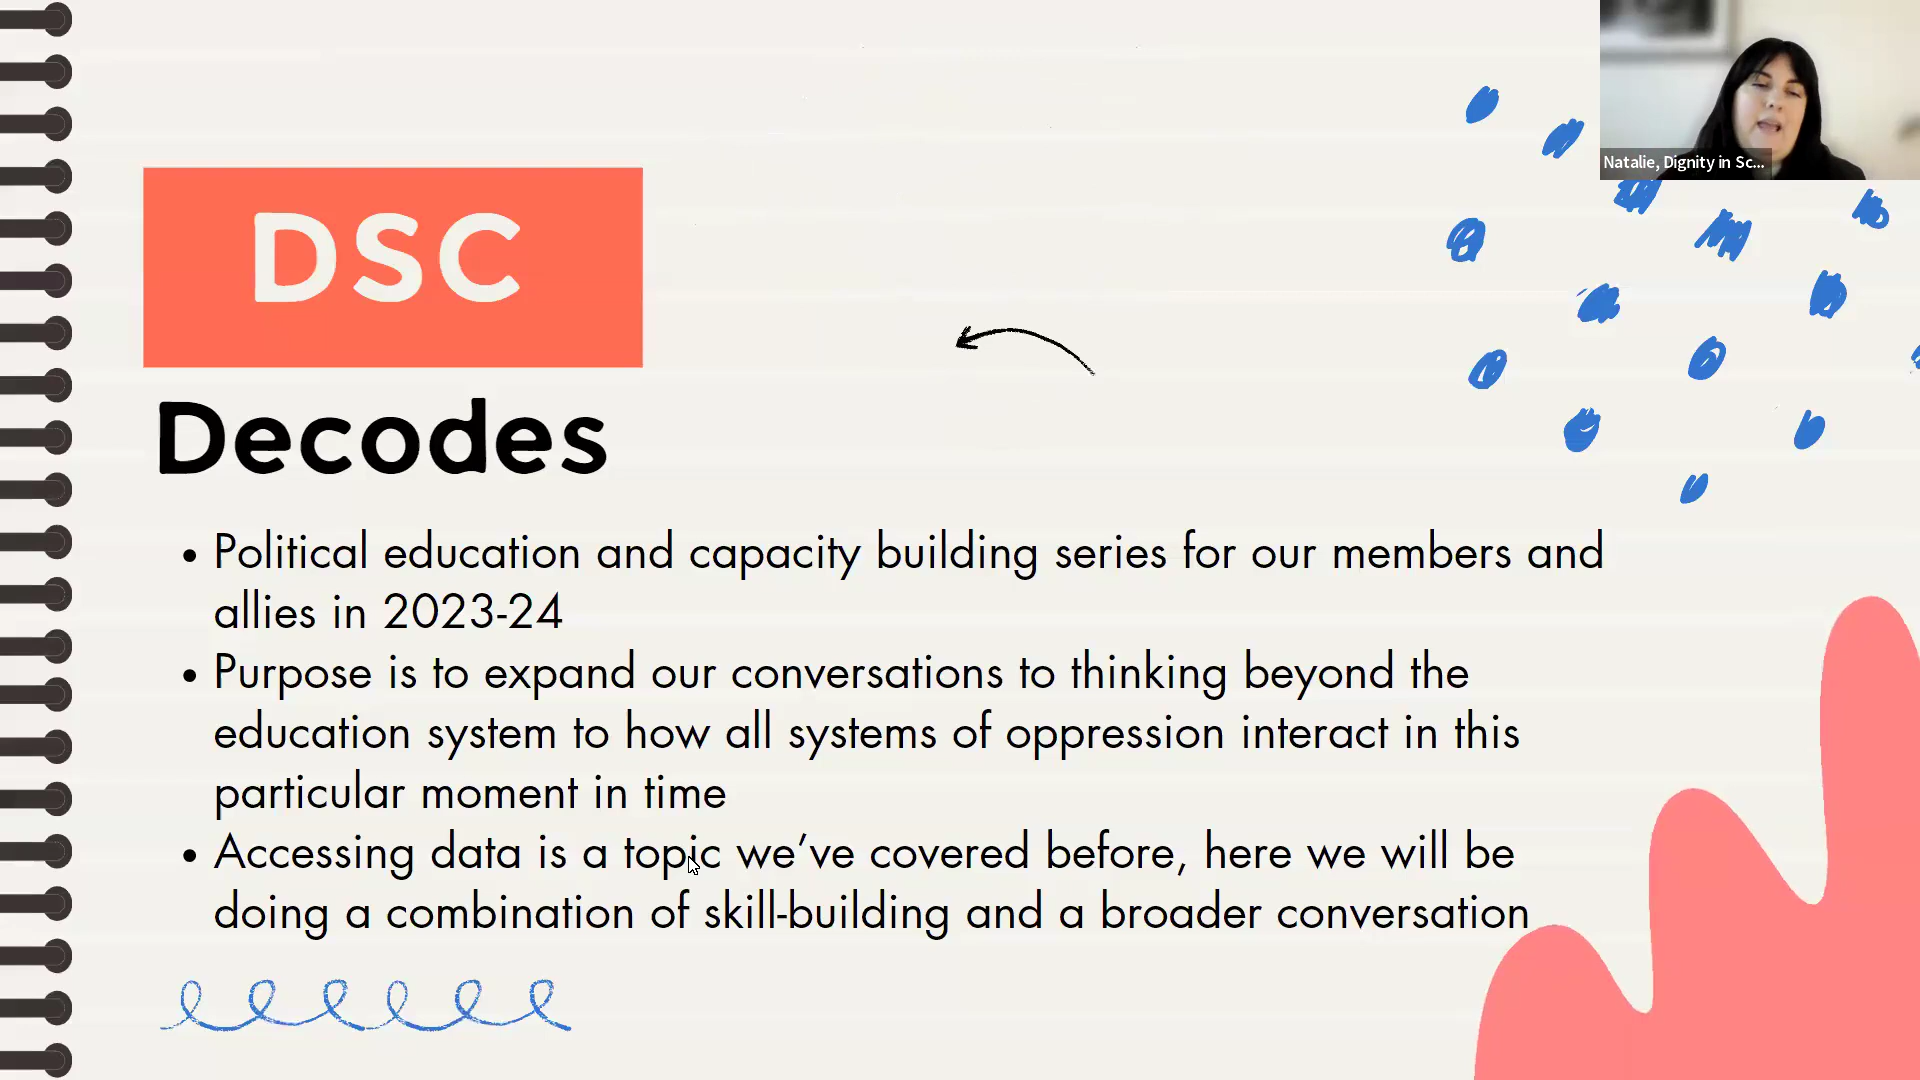 DSC
Decodes
• Political education and capacity building series for our members and
allies in 2023-24
• Purpose is to expand our conversations to thinking beyond the
education system to how all systems of oppression interact in this
particular moment in time
• Accessing data is a topic we’ve covered before, here we will be
doing a combination of skill-building and a broader conversation
Natalie, Dignity in Sc...